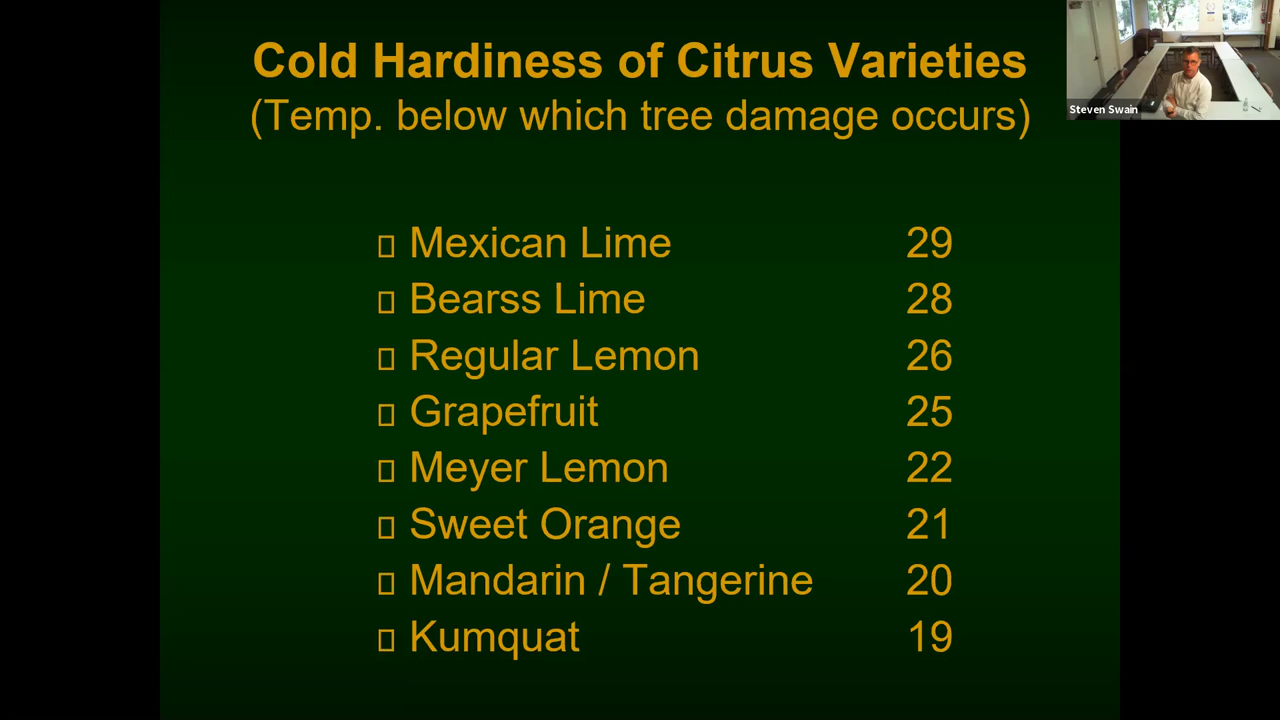 Cold Hardiness of Citrus Varieties
(Temp. below which tree damage occurs)
Steven Swain
Mexican Lime 29
Bearss Lime 28
Regular Lemon 26
Grapefruit 25
Meyer Lemon 22
Sweet Orange 21
Mandarin / Tangerine 20
Kumquat 19